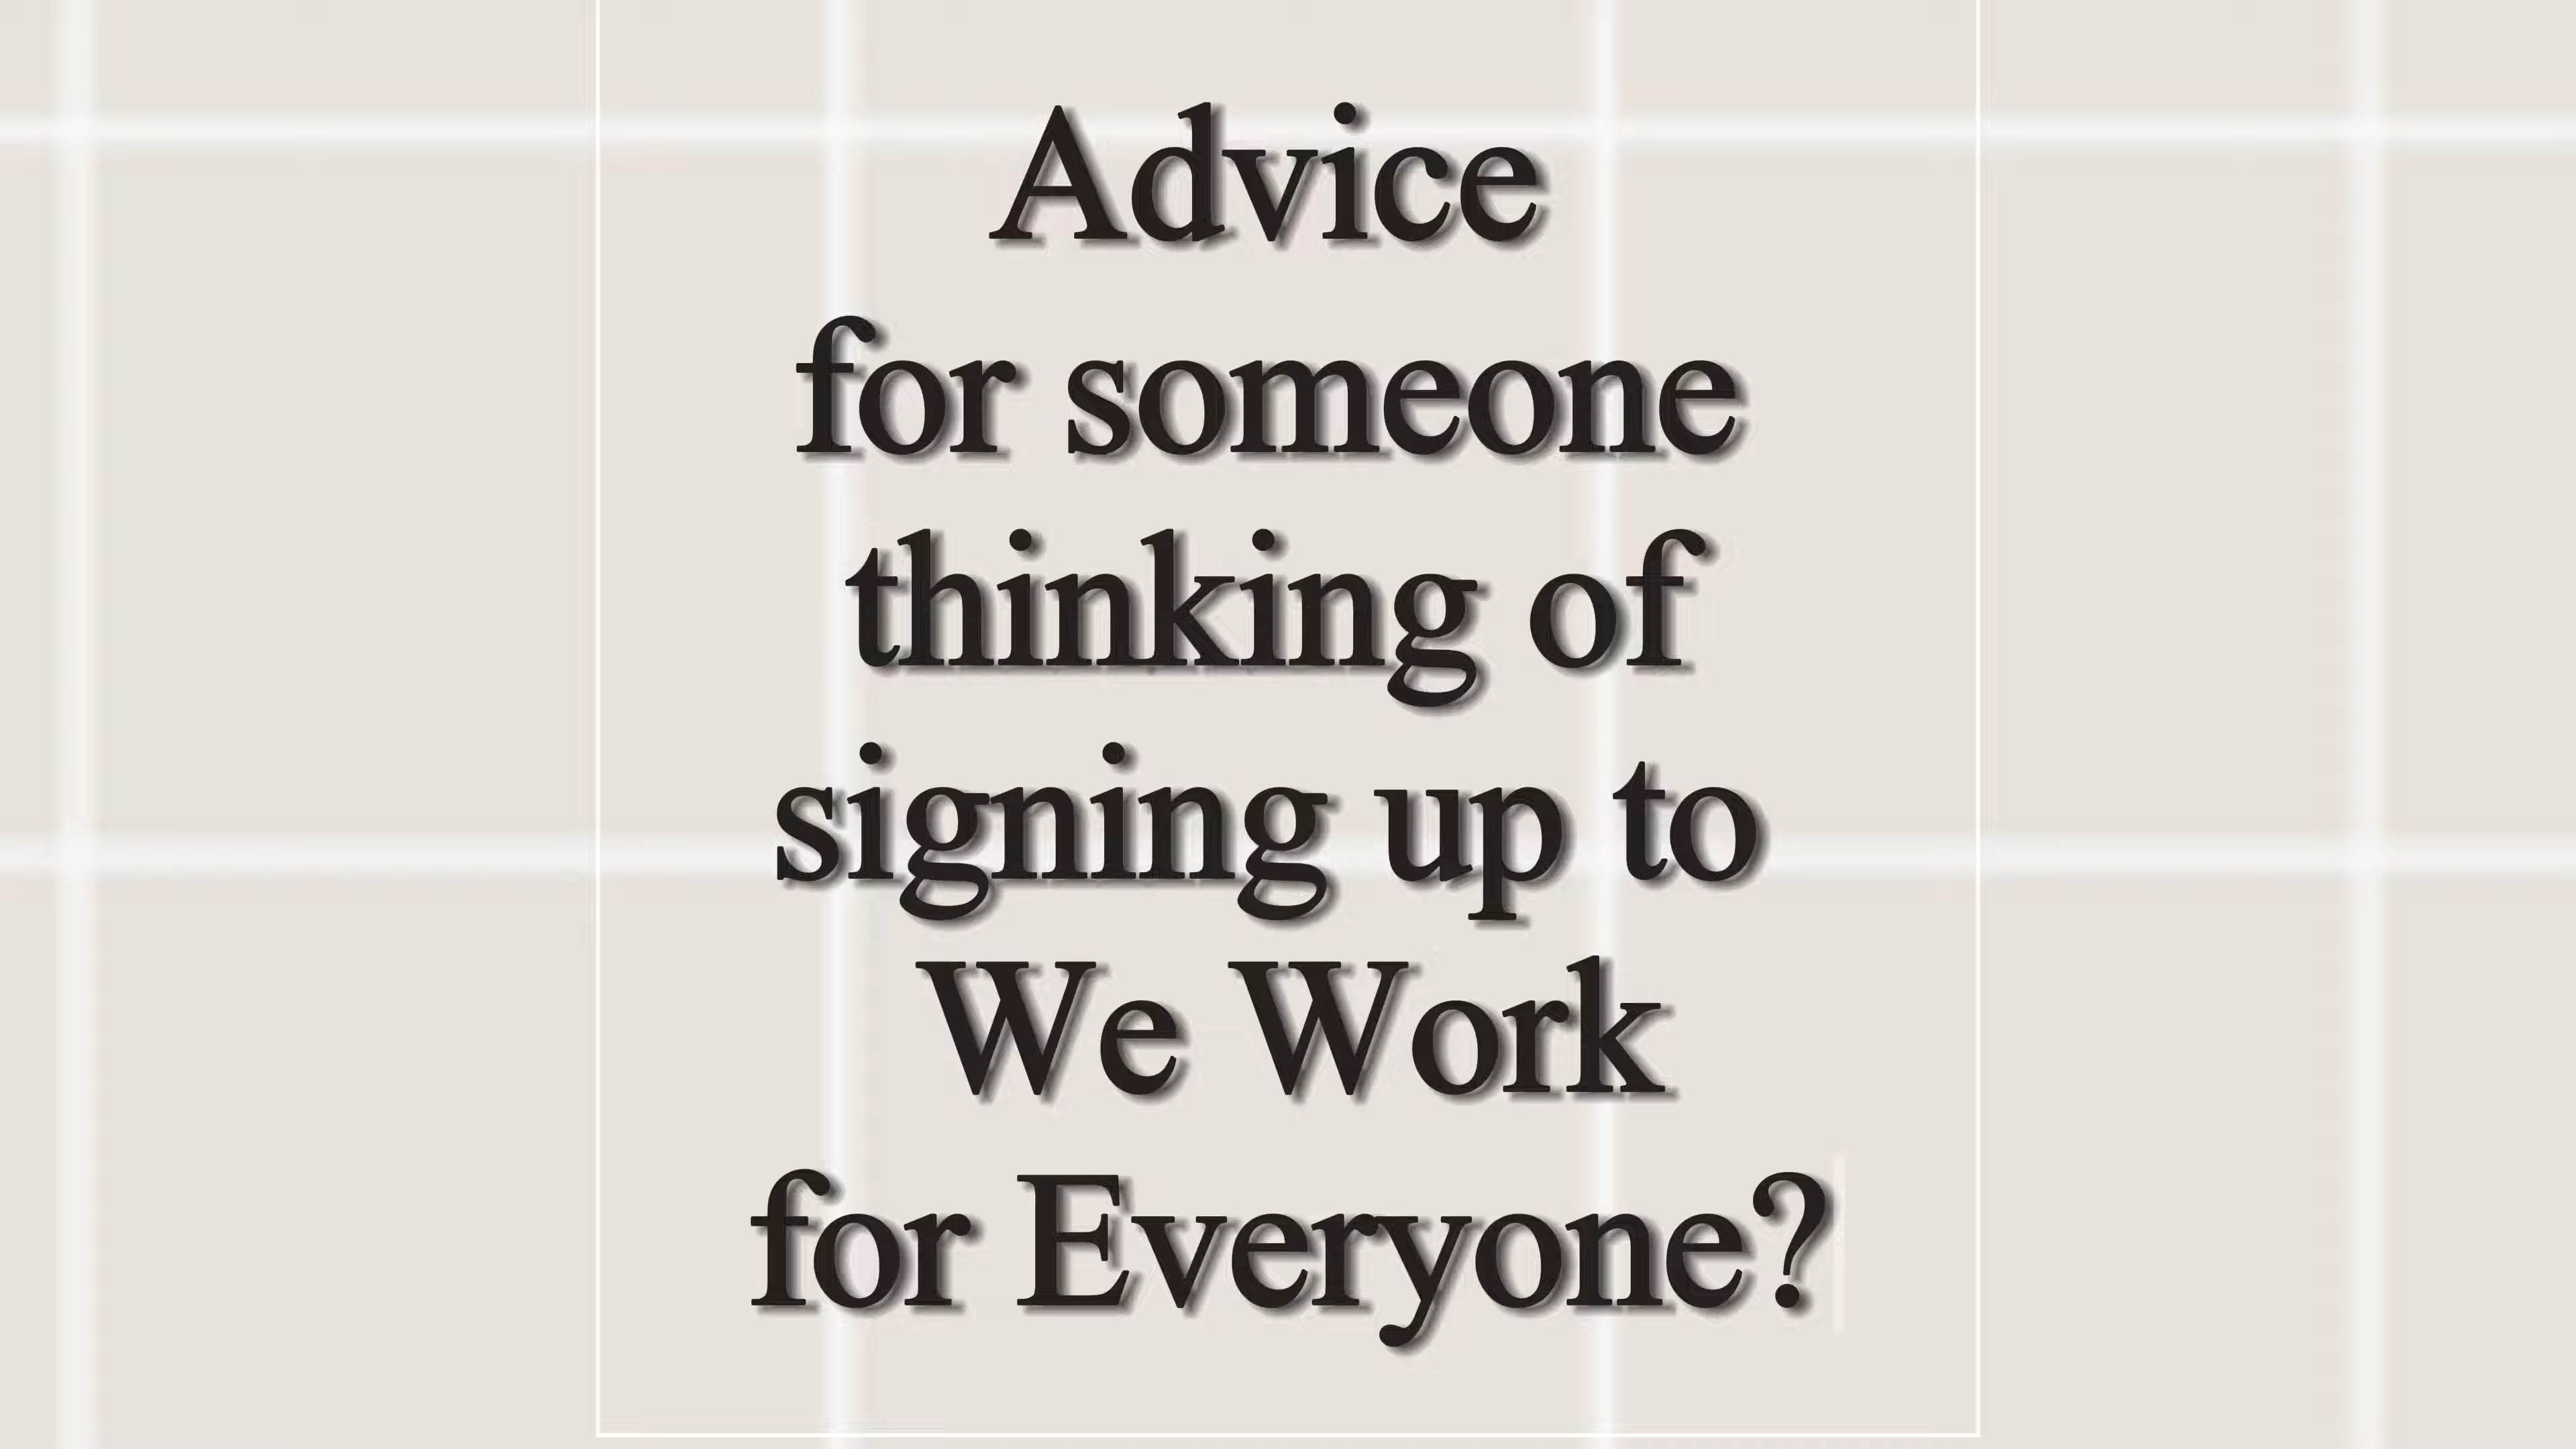 Advice
for someone
thinking of
signing up to
We Work
for Everyone?